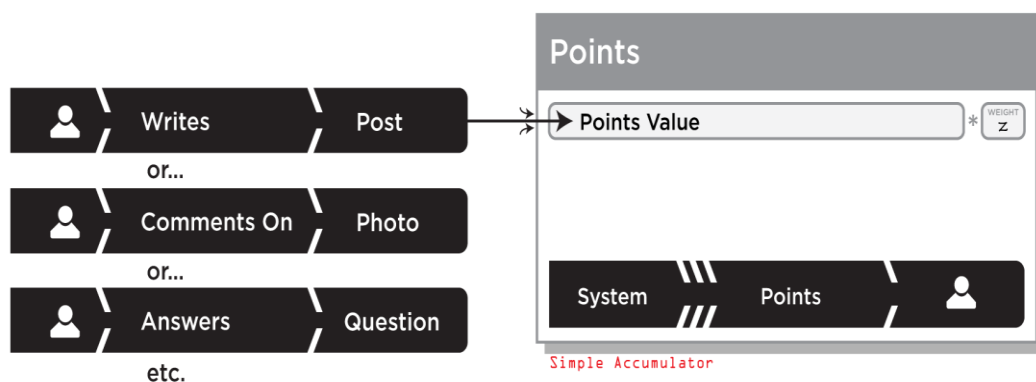 Points
Writes Post
Points Value * WEIGHT z
or...
Comments On Photo
or...
Answers Question
etc.
System Points
Simple Accumulator